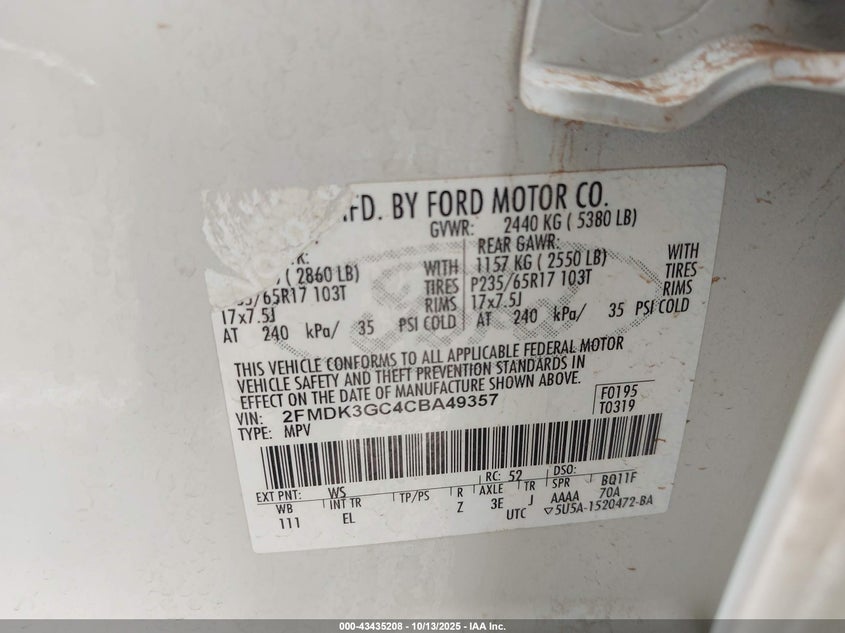 FD. BY FORD MOTOR CO.
GVWR: 2440 KG ( 5380 LB)
REAR GAWR:
( 2860 LB) WITH 1157 KG ( 2550 LB) WITH
/65R17 103T TIRES P235/65R17 103T TIRES
17x7.5J RIMS 17x7.5J RIMS
AT 240 kPa/ 35 PSI COLD AT 240 kPa/ 35 PSI COLD
THIS VEHICLE CONFORMS TO ALL APPLICABLE FEDERAL MOTOR
VEHICLE SAFETY AND THEFT PREVENTION STANDARDS IN
EFFECT ON THE DATE OF MANUFACTURE SHOWN ABOVE.
VIN: 2FMDK3GC4CBA49357 F0195
TYPE: MPV T0319
EXT PNT: WS RC: 52 DSO:
WB INT TR TP/PS R AXLE TR SPR BQ11F
111 EL Z 3E J AAAA 70A
UTC ▽5U5A-1520472-BA
000-43435208 - 10/13/2025 - IAA Inc.